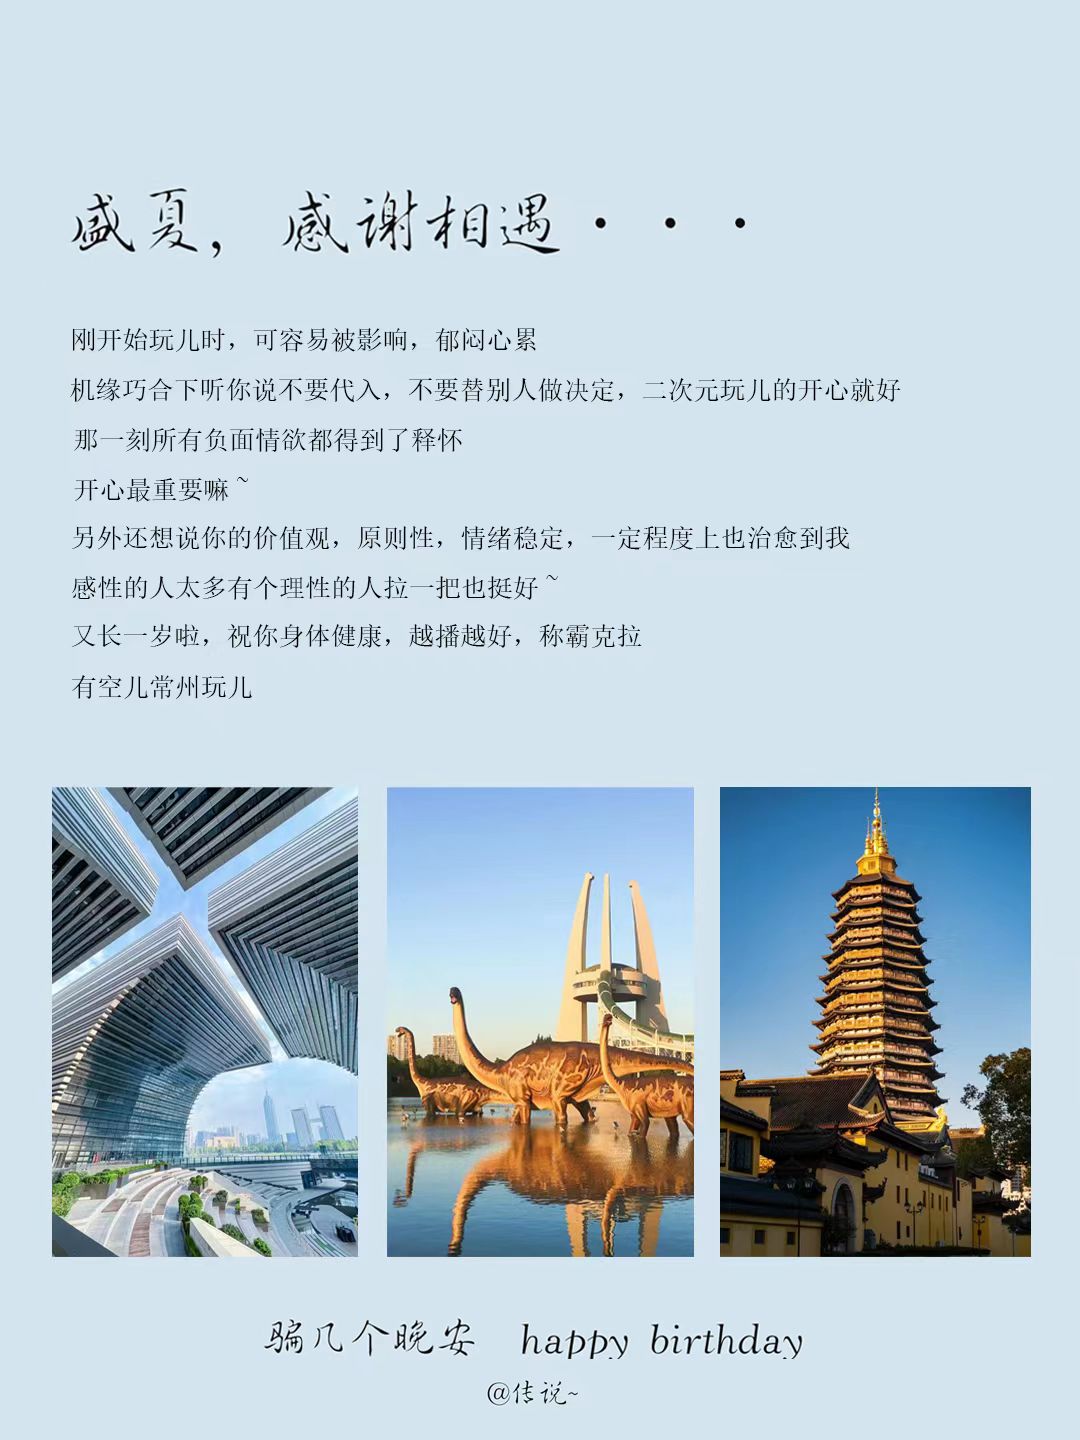 盛夏，感谢相遇···
刚开始玩儿时，可容易被影响，郁闷心累
机缘巧合下听你说不要代入，不要替别人做决定，二次元玩儿的开心就好
那一刻所有负面情欲都得到了释怀
开心最重要嘛~
另外还想说你的价值观，原则性，情绪稳定，一定程度上也治愈到我
感性的人太多有个理性的人拉一把也挺好~
又长一岁啦，祝你身体健康，越播越好，称霸克拉
有空儿常州玩儿
骗几个晚安 happy birthday
@传说~